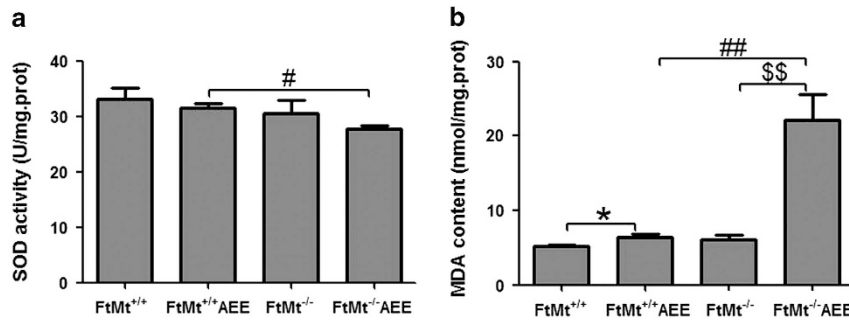 a
SOD activity (U/mg.prot)
40
30
20
10
0
#
FtMt+/+ FtMt+/+AEE FtMt-/- FtMt-/-AEE
b
MDA content (nmol/mg.prot)
30
20
10
5
0
*
##
$$
FtMt+/+ FtMt+/+AEE FtMt-/- FtMt-/-AEE